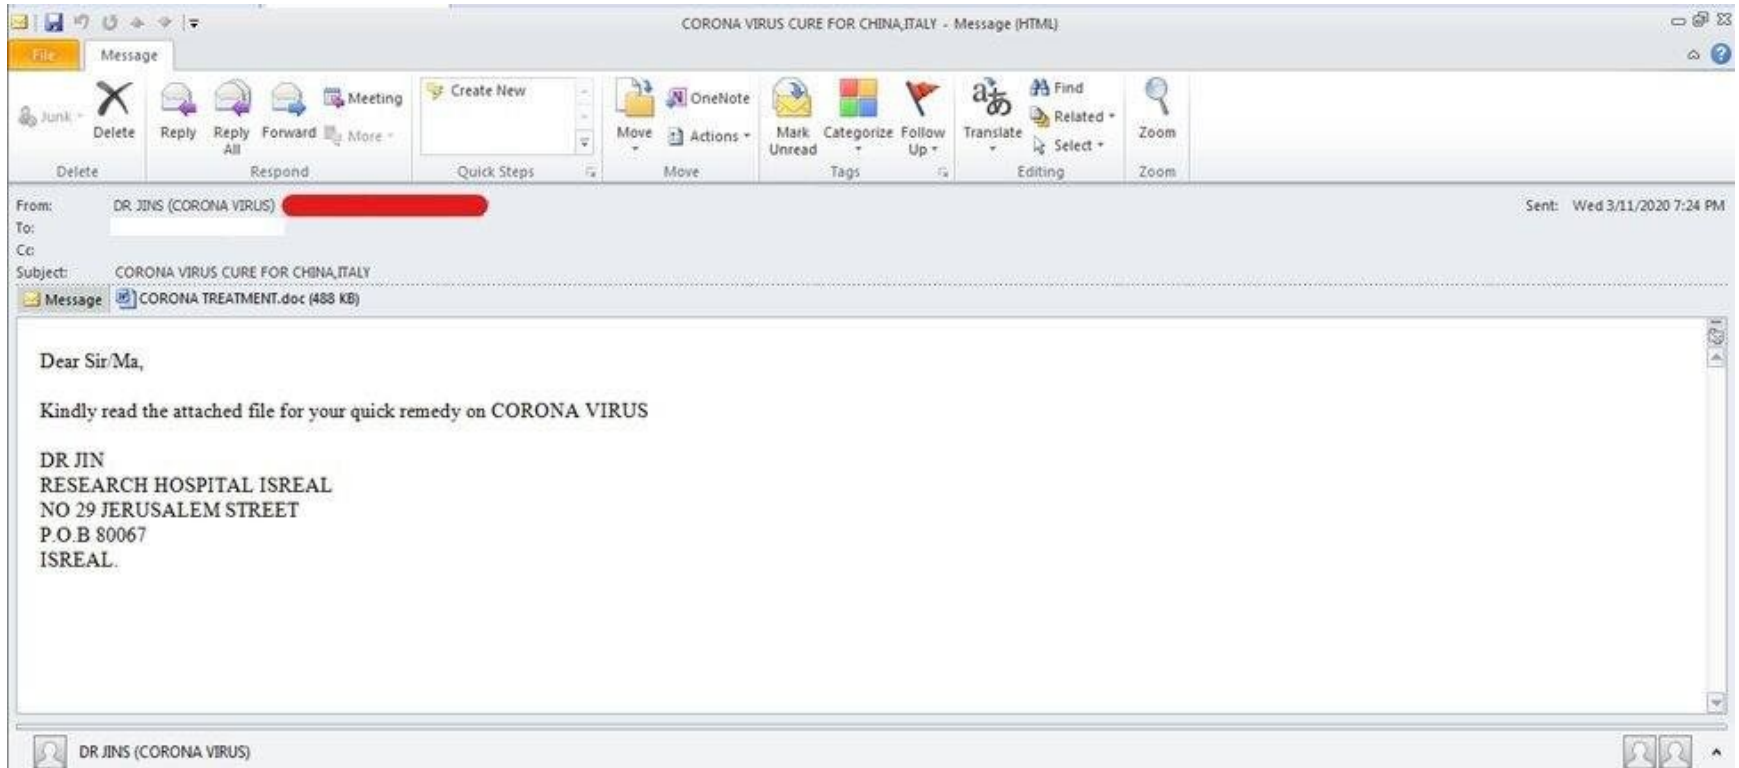 CORONA VIRUS CURE FOR CHINA,ITALY - Message (HTML)
File Message
Junk
Delete
Reply
Reply All
Forward
Meeting
More
Create New
Move
OneNote
Actions
Mark Unread
Categorize
Follow Up
Translate
Find
Related
Select
Zoom
Delete Respond Quick Steps Move Tags Editing Zoom
From: DR JINS (CORONA VIRUS) Sent: Wed 3/11/2020 7:24 PM
To:
Cc:
Subject: CORONA VIRUS CURE FOR CHINA,ITALY
Message CORONA TREATMENT.doc (488 KB)
Dear Sir/Ma,
Kindly read the attached file for your quick remedy on CORONA VIRUS
DR JIN
RESEARCH HOSPITAL ISREAL
NO 29 JERUSALEM STREET
P.O.B 80067
ISREAL.
DR JINS (CORONA VIRUS)